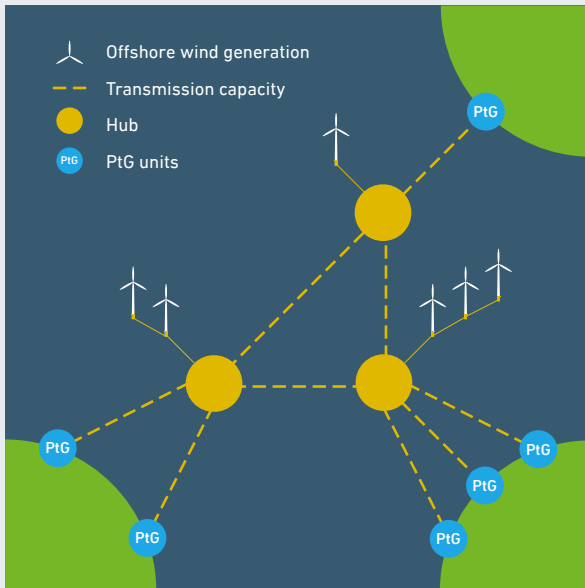 Offshore wind generation
Transmission capacity
Hub
PtG PtG units
PtG
PtG
PtG
PtG
PtG
PtG